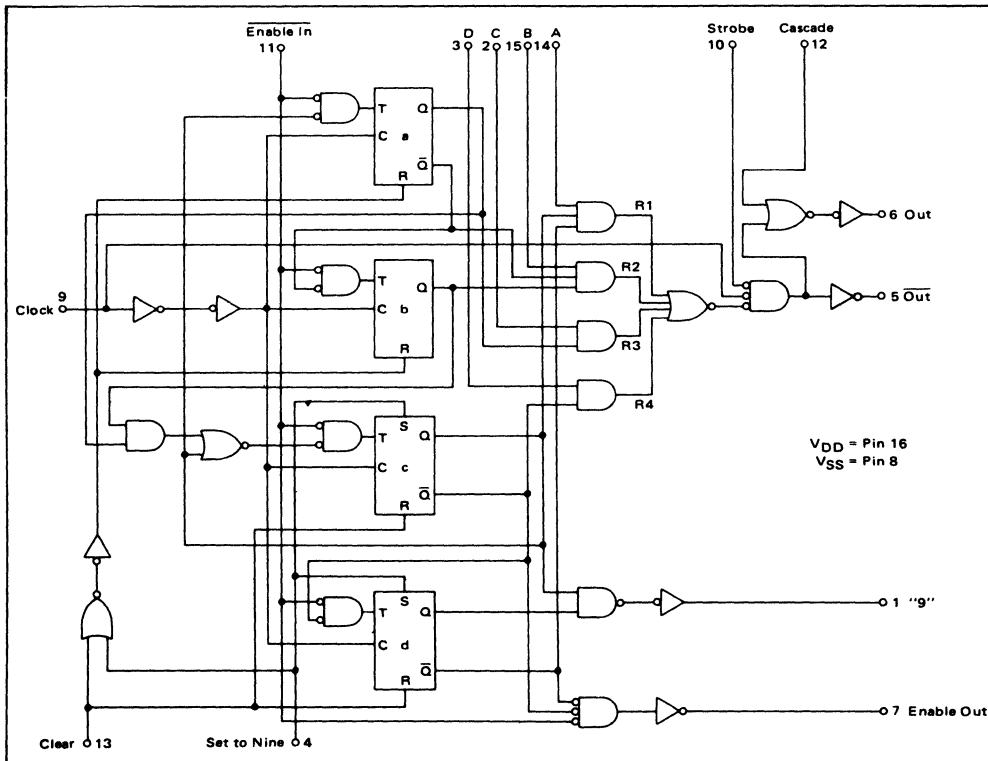 Enable In
11
D
3
C
2
B
15
A
14
Strobe
10
Cascade
12
T Q
C a
Q
R
R1
6 Out
T Q
C b
R
R2
9
Clock
5 Out
R3
R4
S
T Q
C c
Q
R
VDD = Pin 16
VSS = Pin 8
S
T Q
C d
Q
R
1 "9"
7 Enable Out
Clear 13
Set to Nine 4